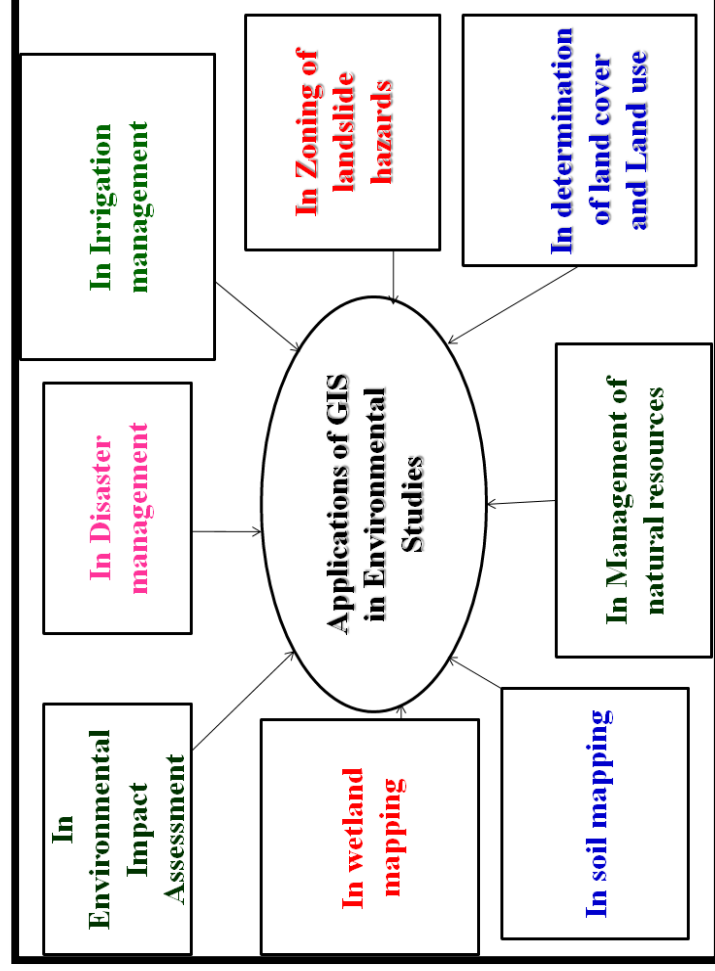 In
Environmental
Impact
Assessment
In Disaster
management
In Irrigation
management
In wetland
mapping
Applications of GIS
in Environmental
Studies
In Zoning of
landslide
hazards
In soil mapping
In Management of
natural resources
In determination
of land cover
and Land use